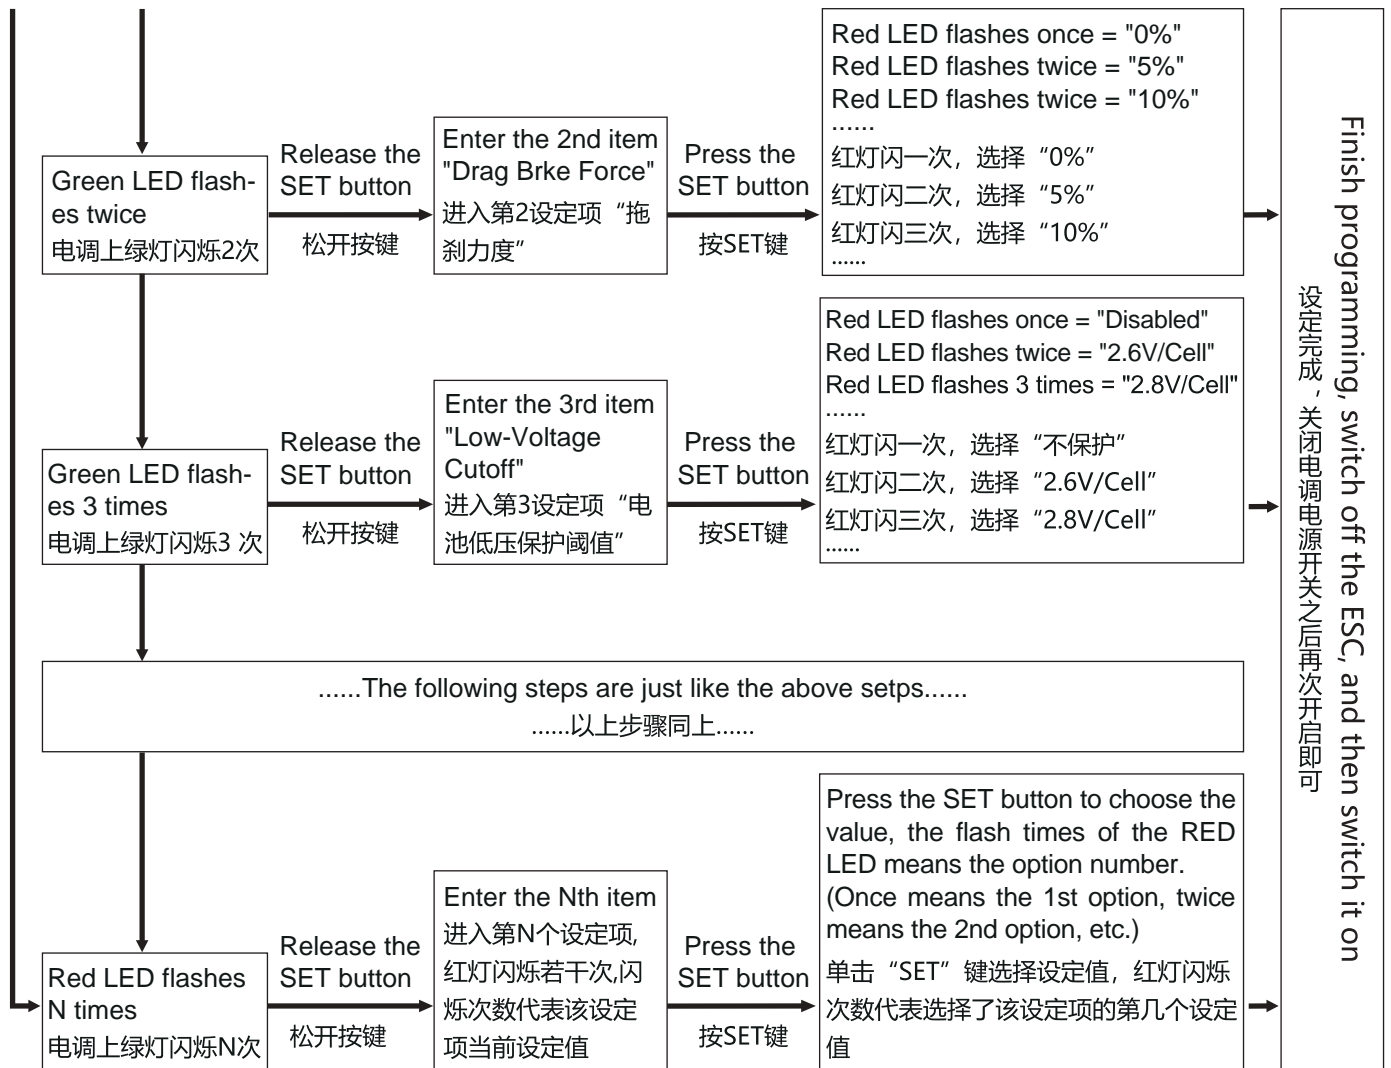 Green LED flash-
es twice
电调上绿灯闪烁2次
Release the
SET button
松开按键
Enter the 2nd item
"Drag Brke Force"
进入第2设定项“拖
刹力度”
Press the
SET button
按SET键
Red LED flashes once = "0%"
Red LED flashes twice = "5%"
Red LED flashes twice = "10%"
......
红灯闪一次，选择“0%”
红灯闪二次，选择“5%”
红灯闪三次，选择“10%”
......
Green LED flash-
es 3 times
电调上绿灯闪烁3 次
Release the
SET button
松开按键
Enter the 3rd item
"Low-Voltage
Cutoff"
进入第3设定项“电
池低压保护阈值”
Press the
SET button
按SET键
Red LED flashes once = "Disabled"
Red LED flashes twice = "2.6V/Cell"
Red LED flashes 3 times = "2.8V/Cell"
......
红灯闪一次，选择“不保护”
红灯闪二次，选择“2.6V/Cell”
红灯闪三次，选择“2.8V/Cell”
......
......The following steps are just like the above setps......
......以上步骤同上......
Red LED flashes
N times
电调上绿灯闪烁N次
Release the
SET button
松开按键
Enter the Nth item
进入第N个设定项,
红灯闪烁若干次,闪
烁次数代表该设定
项当前设定值
Press the
SET button
按SET键
Press the SET button to choose the
value, the flash times of the RED
LED means the option number.
(Once means the 1st option, twice
means the 2nd option, etc.)
单击“SET”键选择设定值，红灯闪烁
次数代表选择了该设定项的第几个设定
值
Finish programming, switch off the ESC, and then switch it on
设定完成，关闭电调电源开关之后再次开启即可